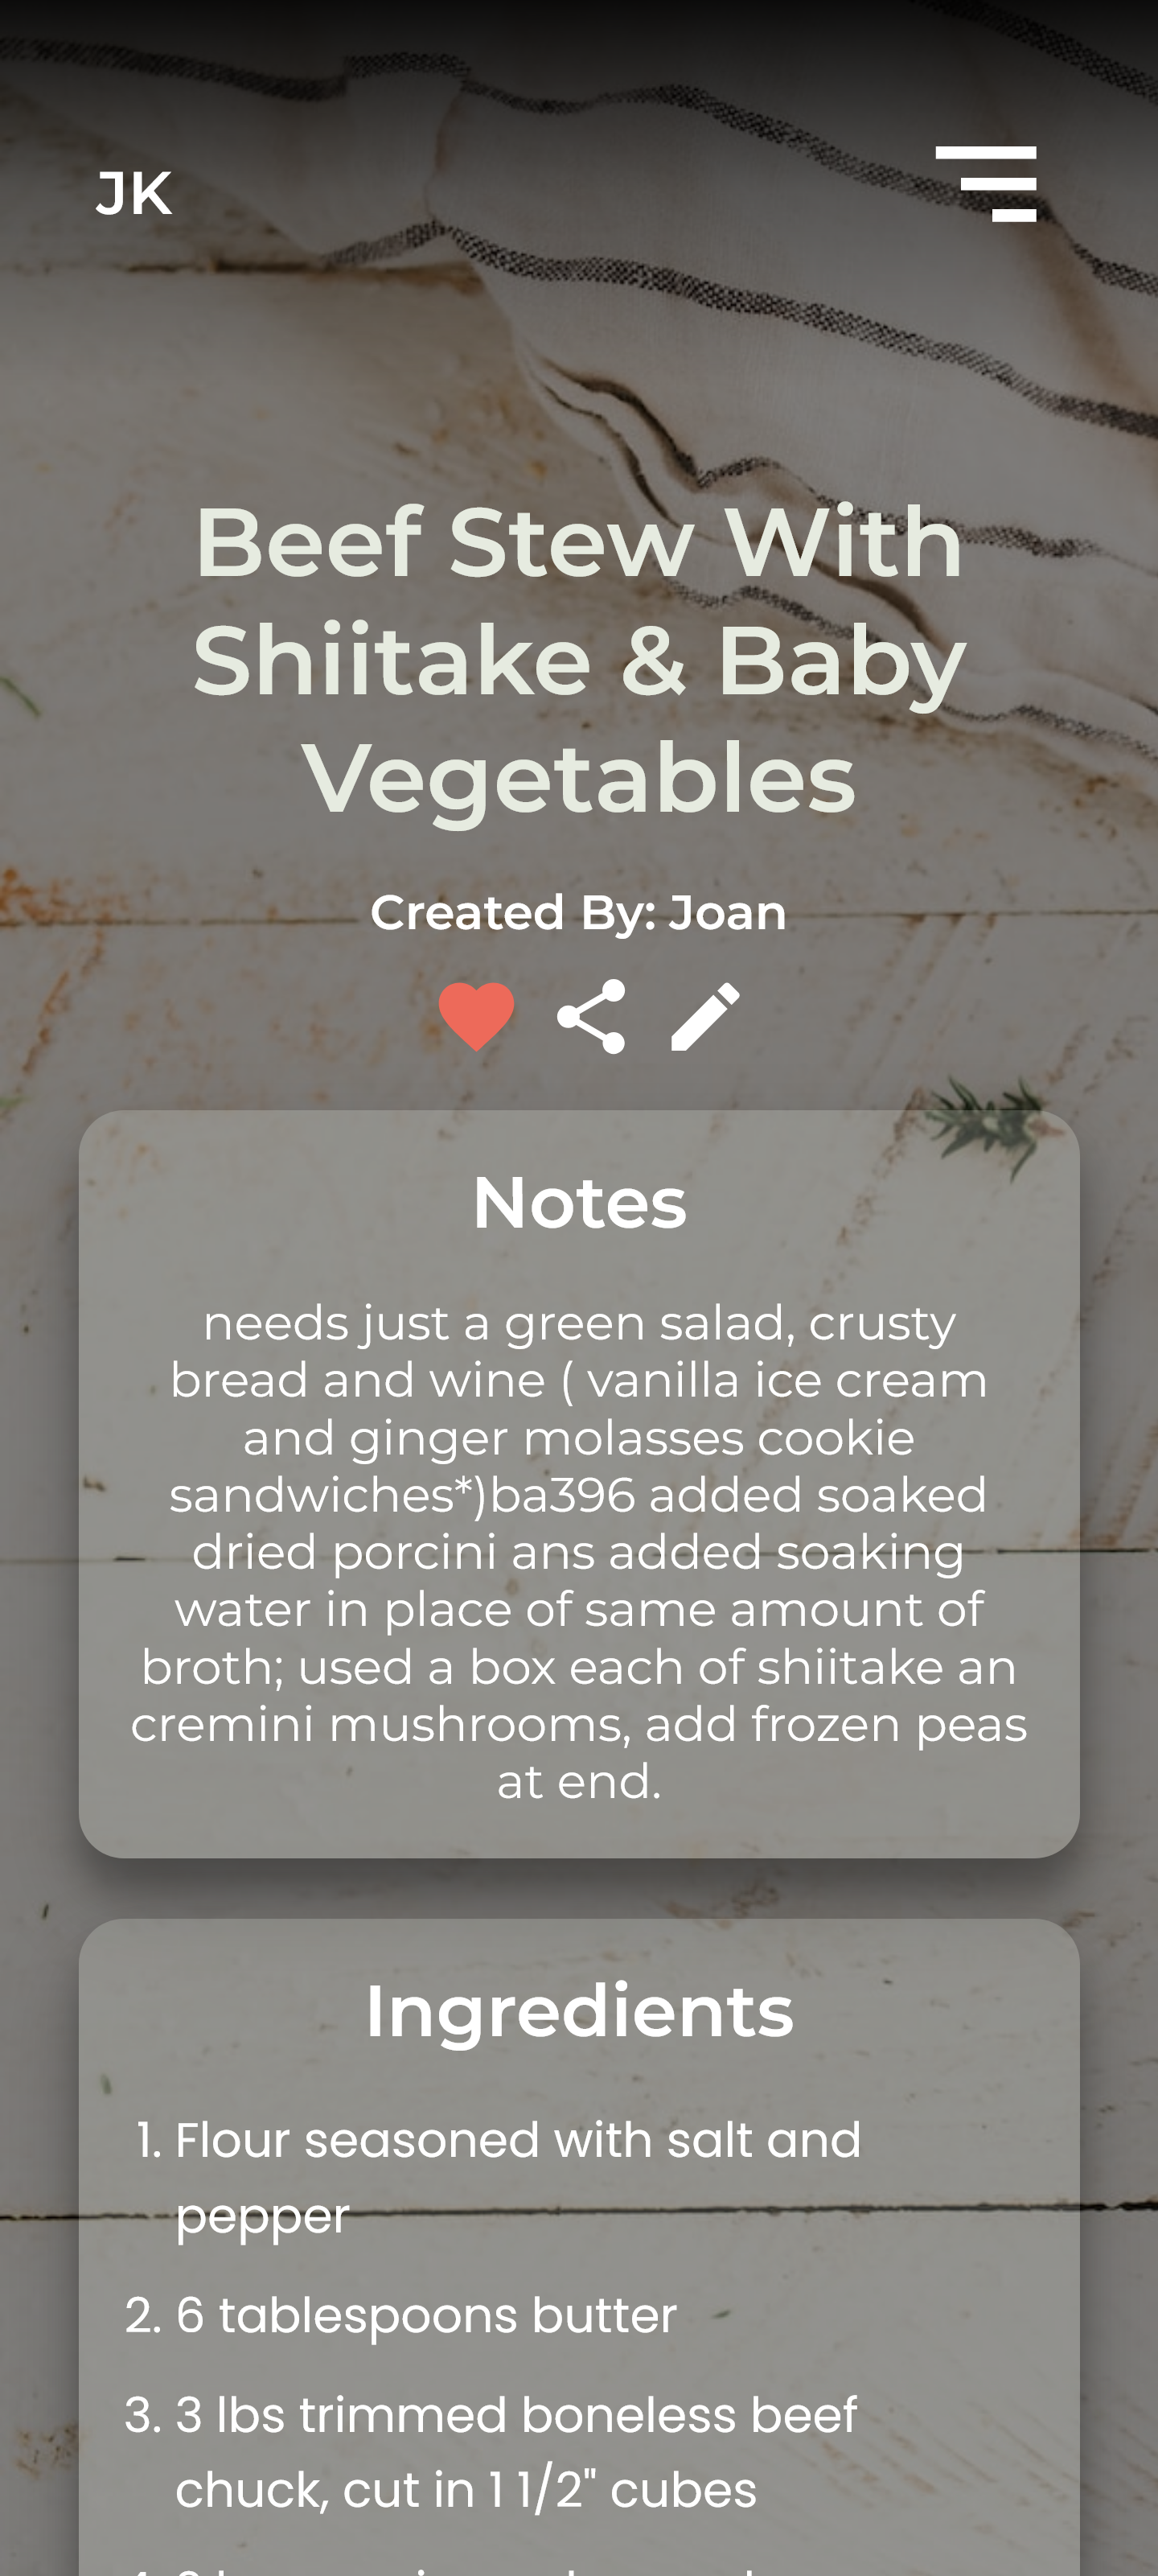 JK
Beef Stew With
Shiitake & Baby
Vegetables
Created By: Joan
Notes
needs just a green salad, crusty
bread and wine ( vanilla ice cream
and ginger molasses cookie
sandwiches*)ba396 added soaked
dried porcini ans added soaking
water in place of same amount of
broth; used a box each of shiitake an
cremini mushrooms, add frozen peas
at end.
Ingredients
1. Flour seasoned with salt and
pepper
2. 6 tablespoons butter
3. 3 lbs trimmed boneless beef
chuck, cut in 1 1/2" cubes